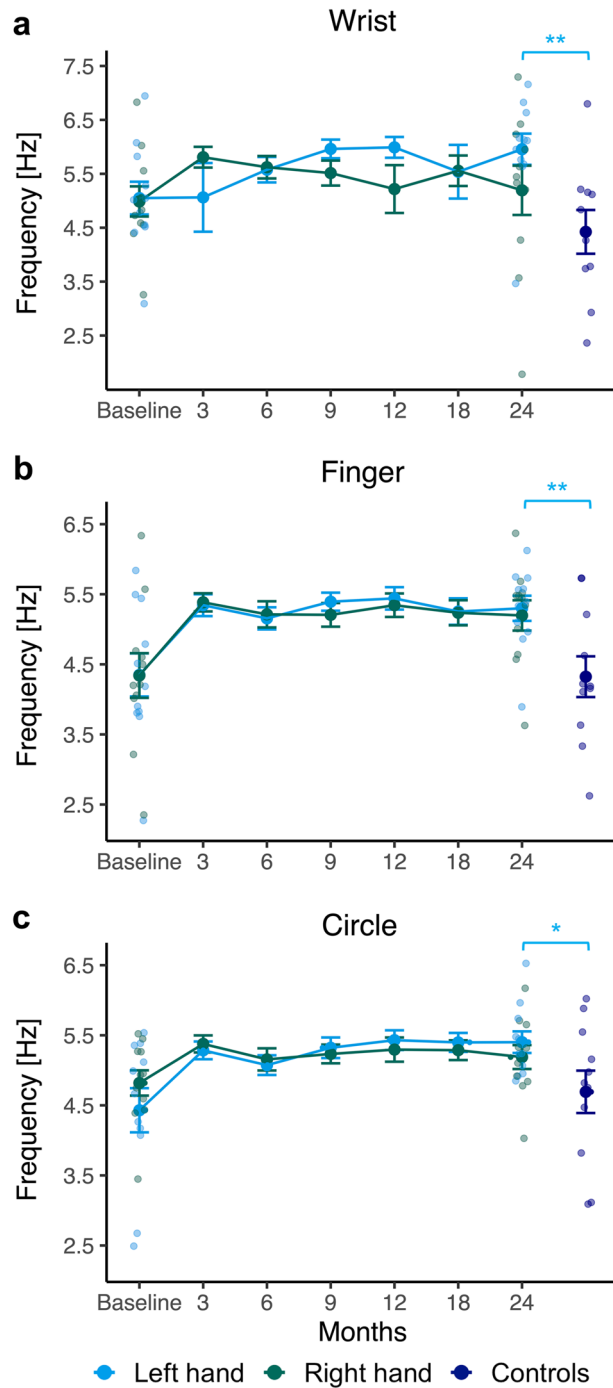 a
Wrist
**
7.5
6.5
5.5
4.5
3.5
2.5
Frequency [Hz]
Baseline 3 6 9 12 18 24
b
Finger
**
6.5
5.5
4.5
3.5
2.5
Frequency [Hz]
Baseline 3 6 9 12 18 24
c
Circle
*
6.5
5.5
4.5
3.5
2.5
Frequency [Hz]
Baseline 3 6 9 12 18 24
Months
Left hand Right hand Controls